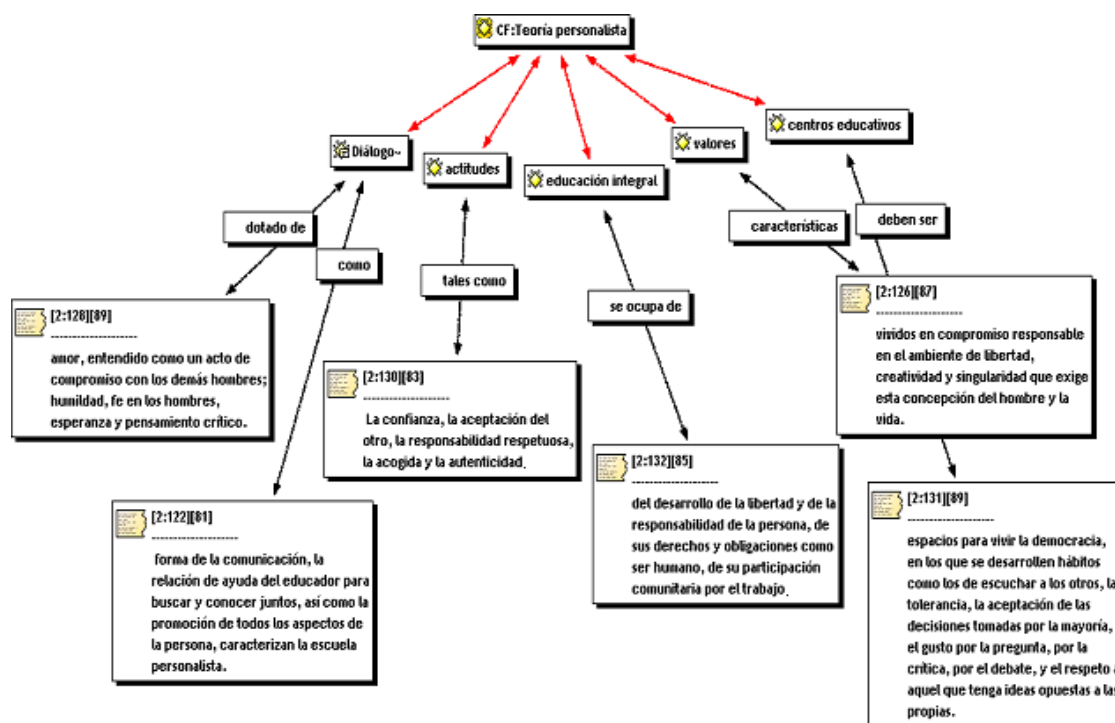 CF:Teoría personalista
Diálogo~
actitudes
educación integral
valores
centros educativos
dotado de
como
tales como
se ocupa de
características
deben ser
[2:128][89]
--------------------
amor, entendido como un acto de
compromiso con los demás hombres;
humildad, fe en los hombres,
esperanza y pensamiento crítico.
[2:122][81]
--------------------
forma de la comunicación, la
relación de ayuda del educador para
buscar y conocer juntos, así como la
promoción de todos los aspectos de
la persona, caracterizan la escuela
personalista.
[2:130][83]
--------------------
La confianza, la aceptación del
otro, la responsabilidad respetuosa,
la acogida y la autenticidad.
[2:132][85]
--------------------
del desarrollo de la libertad y de la
responsabilidad de la persona, de
sus derechos y obligaciones como
ser humano, de su participación
comunitaria por el trabajo.
[2:126][87]
--------------------
vividos en compromiso responsable
en el ambiente de libertad,
creatividad y singularidad que exige
esta concepción del hombre y la
vida.
[2:131][89]
--------------------
espacios para vivir la democracia,
en los que se desarrollen hábitos
como los de escuchar a los otros, la
tolerancia, la aceptación de las
decisiones tomadas por la mayoría,
el gusto por la pregunta, por la
crítica, por el debate, y el respeto a
aquel que tenga ideas opuestas a las
propias.